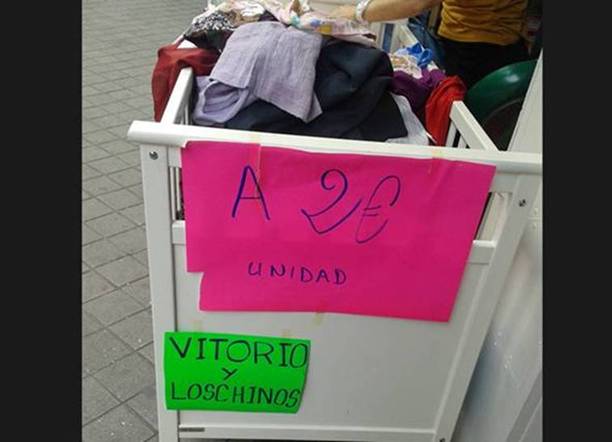 A 2€
UNIDAD
VITORIO
Y
LOSCHINOS